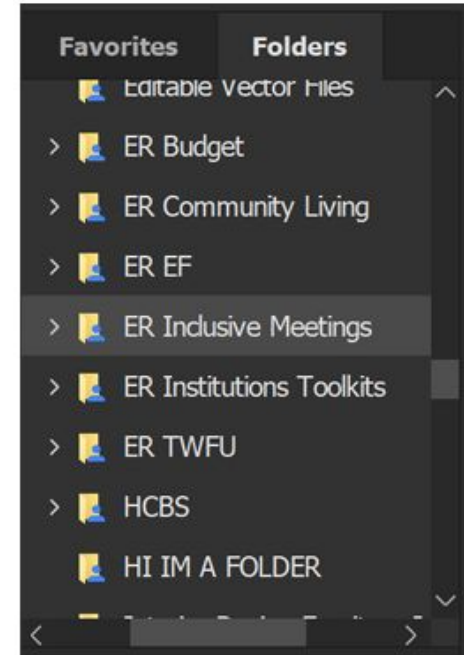 Favorites Folders
Editable Vector Files
ER Budget
ER Community Living
ER EF
ER Inclusive Meetings
ER Institutions Toolkits
ER TWFU
HCBS
HI IM A FOLDER